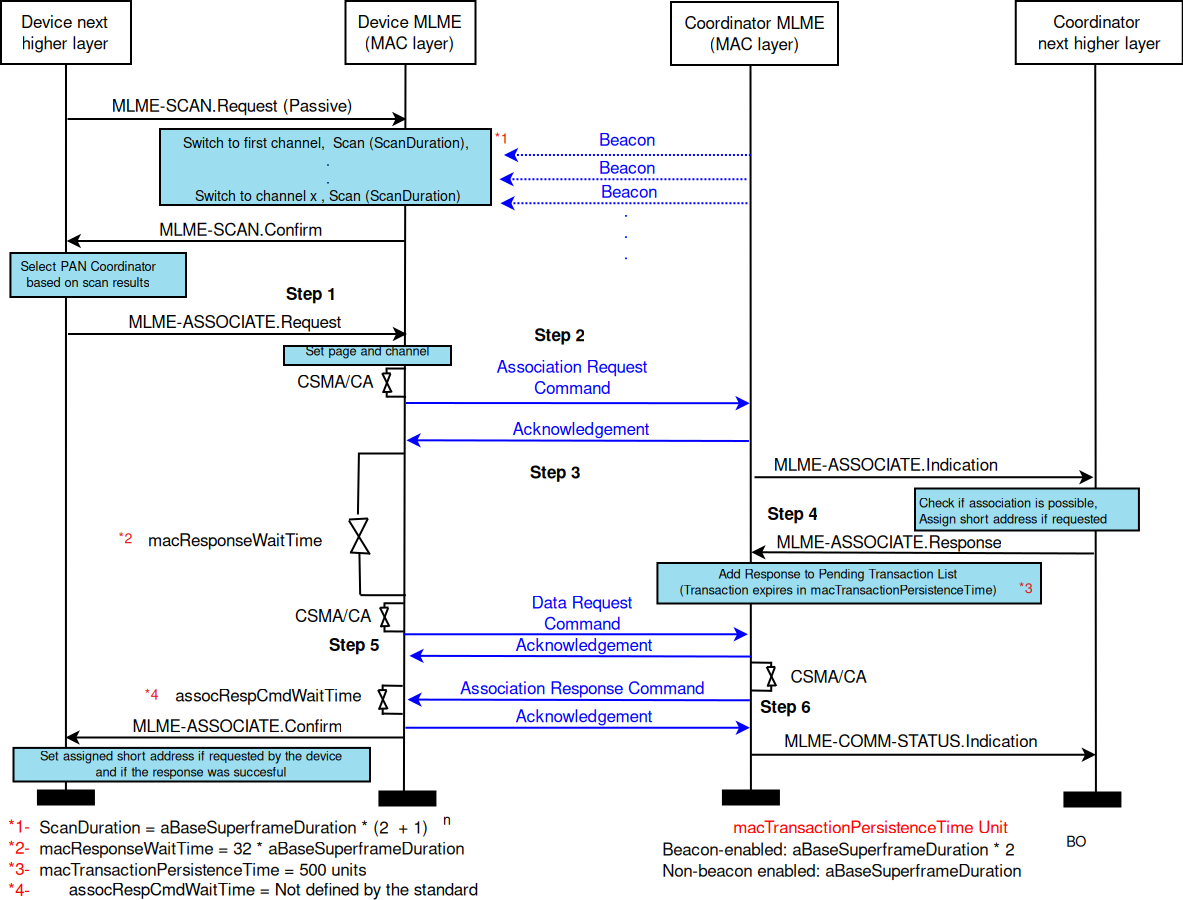 Device next
higher layer
Device MLME
(MAC layer)
Coordinator MLME
(MAC layer)
Coordinator
next higher layer
MLME-SCAN.Request (Passive)
Switch to first channel, Scan (ScanDuration),
.
.
Switch to channel x , Scan (ScanDuration)
*1
Beacon
Beacon
Beacon
.
.
.
MLME-SCAN.Confirm
Select PAN Coordinator
based on scan results
Step 1
MLME-ASSOCIATE.Request
Set page and channel
Step 2
CSMA/CA
Association Request
Command
Acknowledgement
Step 3
MLME-ASSOCIATE.Indication
Check if association is possible,
Assign short address if requested
Step 4
*2 macResponseWaitTime
MLME-ASSOCIATE.Response
Add Response to Pending Transaction List
(Transaction expires in macTransactionPersistenceTime) *3
CSMA/CA
Data Request
Command
Step 5
Acknowledgement
CSMA/CA
*4 assocRespCmdWaitTime
Association Response Command
Step 6
Acknowledgement
MLME-ASSOCIATE.Confirm
MLME-COMM-STATUS.Indication
Set assigned short address if requested by the device
and if the response was succesful
*1- ScanDuration = aBaseSuperframeDuration * (2 + 1) n
*2- macResponseWaitTime = 32 * aBaseSuperframeDuration
*3- macTransactionPersistenceTime = 500 units
*4- assocRespCmdWaitTime = Not defined by the standard
macTransactionPersistenceTime Unit
Beacon-enabled: aBaseSuperframeDuration * 2 BO
Non-beacon enabled: aBaseSuperframeDuration